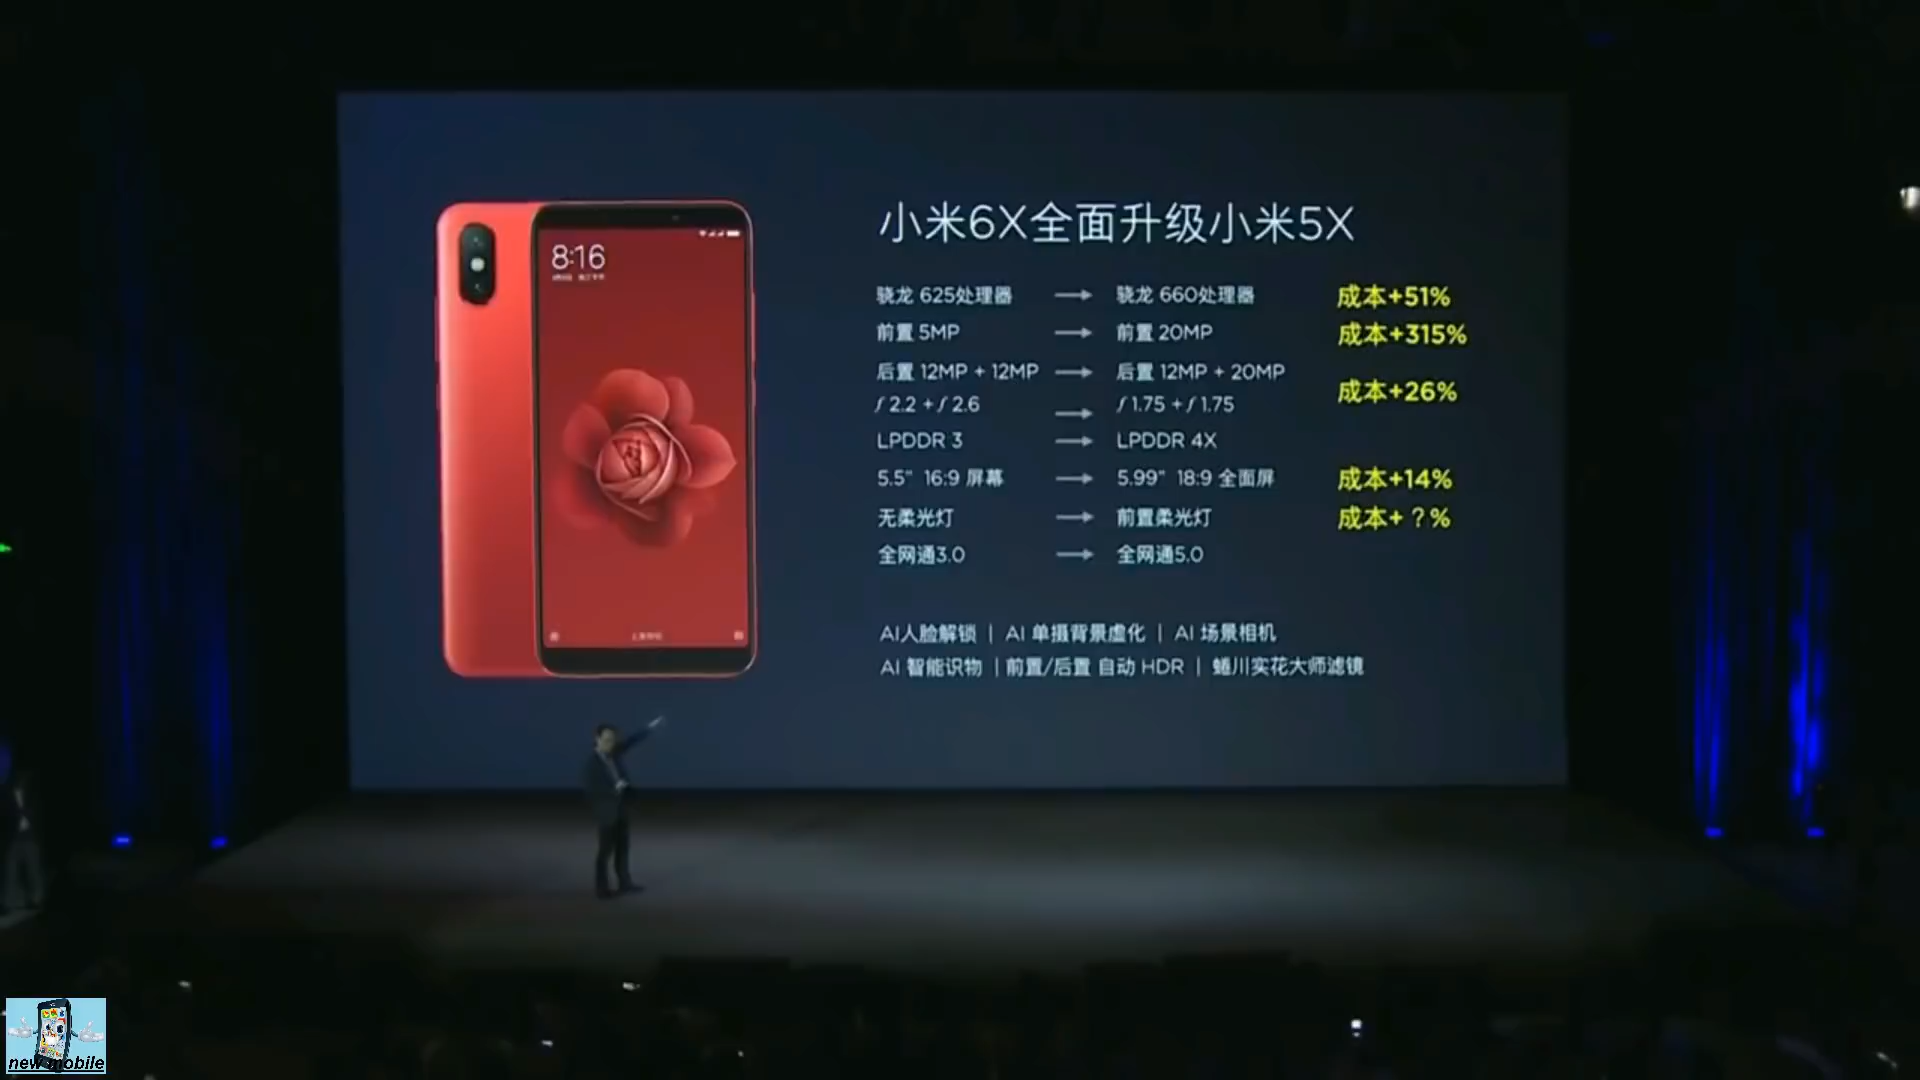 小米6X全面升级小米5X
骁龙 625处理器 → 骁龙 660处理器 成本+51%
前置 5MP → 前置 20MP 成本+315%
后置 12MP + 12MP → 后置 12MP + 20MP
成本+26%
ƒ 2.2 + ƒ 2.6 → ƒ 1.75 + ƒ 1.75
LPDDR 3 → LPDDR 4X
5.5" 16:9 屏幕 → 5.99" 18:9 全面屏 成本+14%
无柔光灯 → 前置柔光灯 成本+ ? %
全网通3.0 → 全网通5.0
AI人脸解锁 | AI 单摄背景虚化 | AI 场景相机
AI 智能识物 | 前置/后置 自动 HDR | 蜷川实花大师滤镜
8:16
new mobile